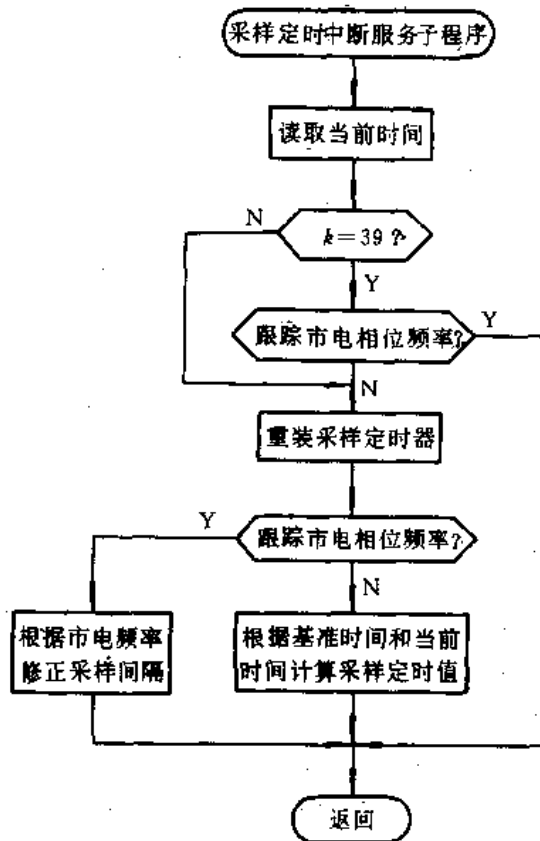 采样定时中断服务子程序
读取当前时间
N
k=39?
Y
跟踪市电相位频率?
Y
N
重装采样定时器
Y
跟踪市电相位频率?
N
根据市电频率
修正采样间隔
根据基准时间和当前
时间计算采样定时值
返回